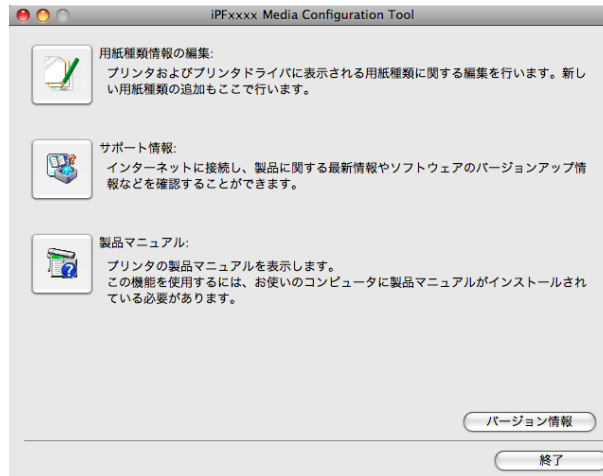 iPFxxxx Media Configuration Tool
用紙種類情報の編集:
プリンタおよびプリンタドライバに表示される用紙種類に関する編集を行います。新し
い用紙種類の追加もここで行います。
サポート情報:
インターネットに接続し、製品に関する最新情報やソフトウェアのバージョンアップ情
報などを確認することができます。
製品マニュアル:
プリンタの製品マニュアルを表示します。
この機能を使用するには、お使いのコンピュータに製品マニュアルがインストールされ
ている必要があります。
バージョン情報
終了